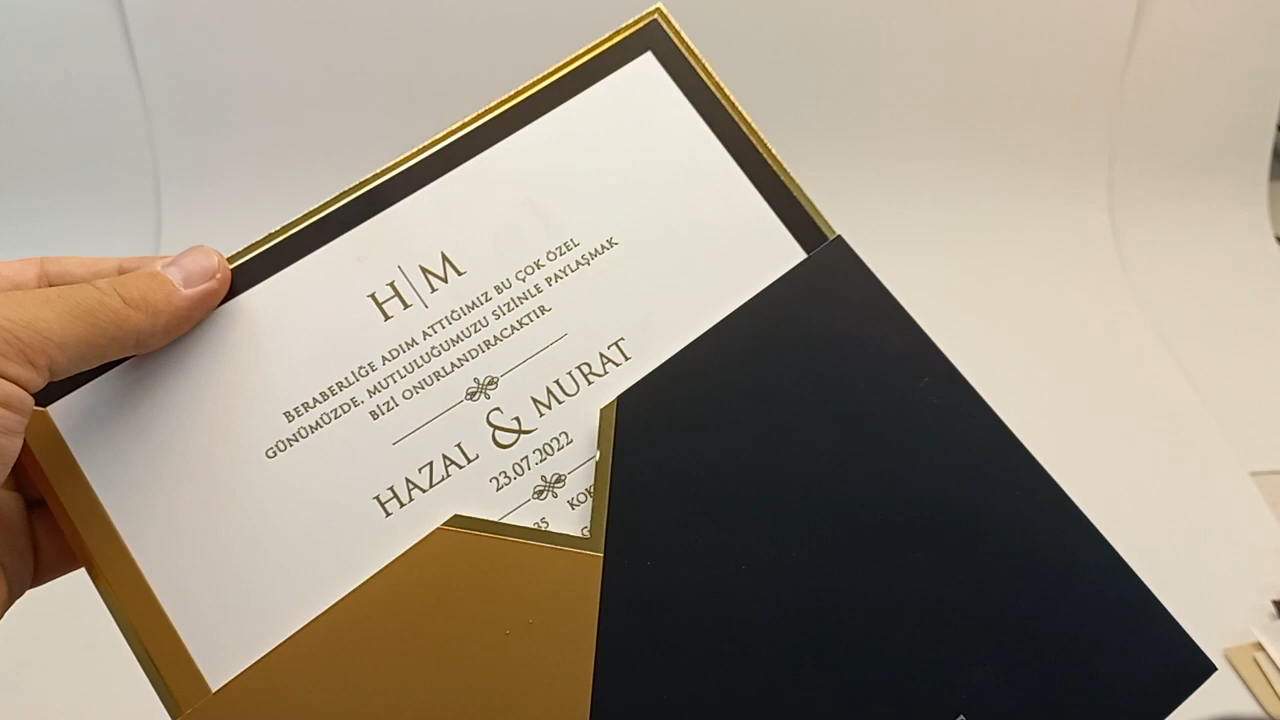 H|M
BERABERLİĞE ADIM ATTIĞIMIZ BU ÇOK ÖZEL
GÜNÜMÜZDE, MUTLULUĞUMUZU SİZİNLE PAYLAŞMAK
BİZİ ONURLANDIRACAKTIR
HAZAL & MURAT
23.07.2022